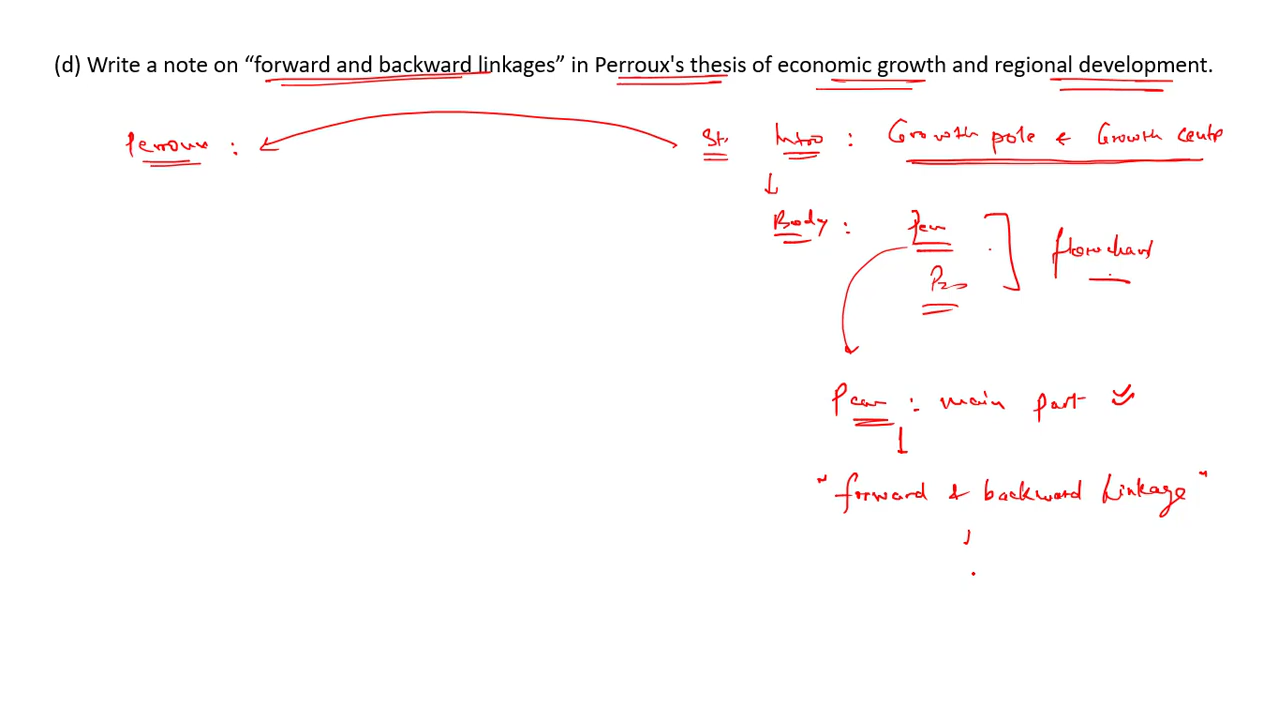 (d) Write a note on “forward and backward linkages” in Perroux's thesis of economic growth and regional development.
Perroux :
St. Intro : Growth pole & Growth centre
Body :
flowchart
: main part
"forward & backward linkage"